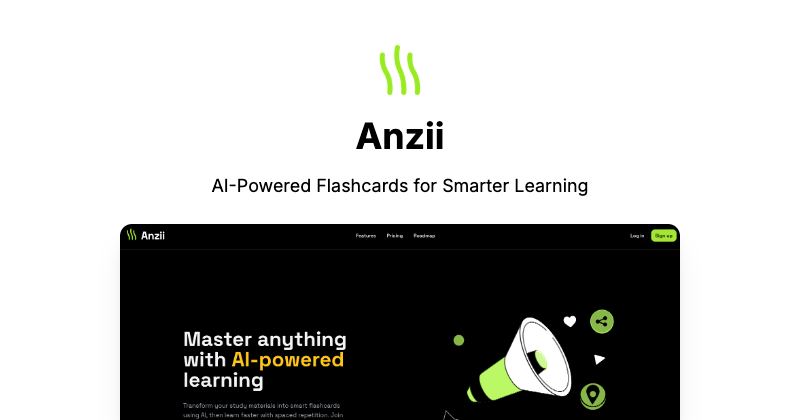 Anzii
AI-Powered Flashcards for Smarter Learning
Anzii
Features Pricing Roadmap
Log in Sign up
Master anything
with AI-powered
learning
Transform your study materials into smart flashcards
using AI, then learn faster with spaced repetition. Join